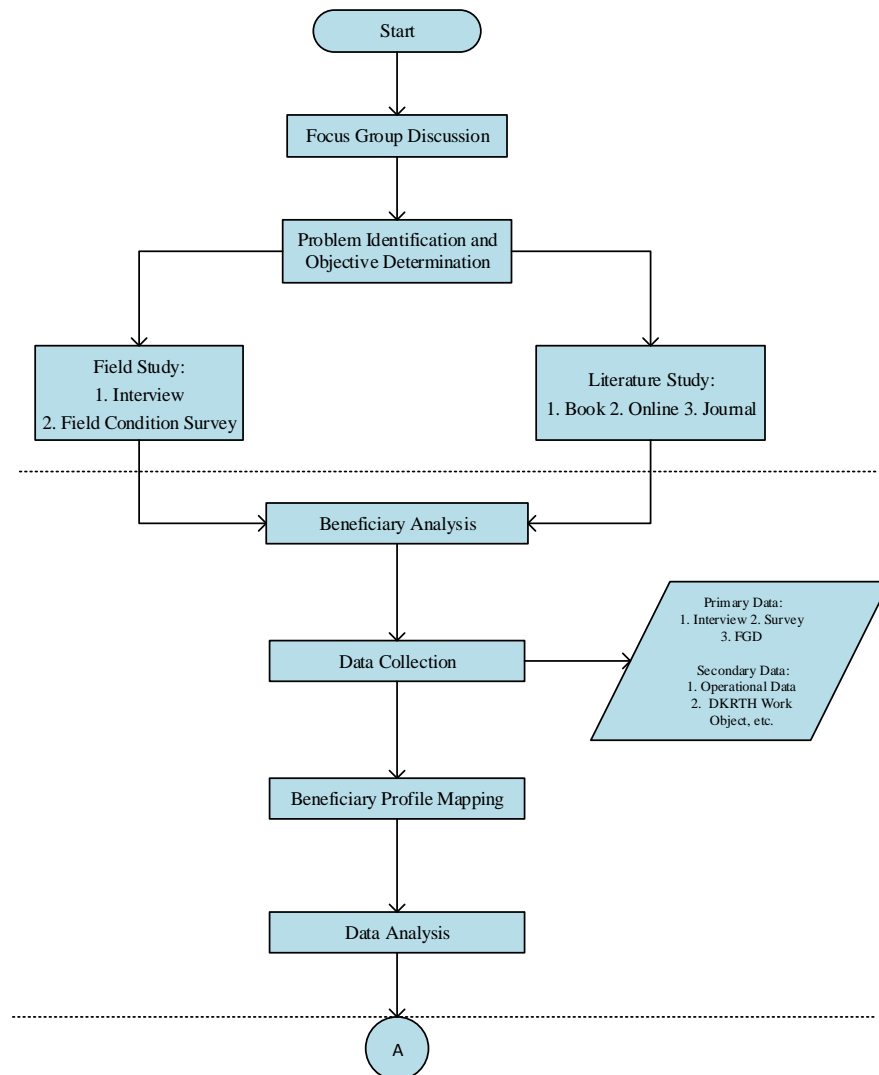 Start
Focus Group Discussion
Problem Identification and
Objective Determination
Field Study:
1. Interview
2. Field Condition Survey
Literature Study:
1. Book 2. Online 3. Journal
Beneficiary Analysis
Data Collection
Primary Data:
1. Interview 2. Survey
3. FGD
Secondary Data:
1. Operational Data
2. DKRTH Work
Object, etc.
Beneficiary Profile Mapping
Data Analysis
A